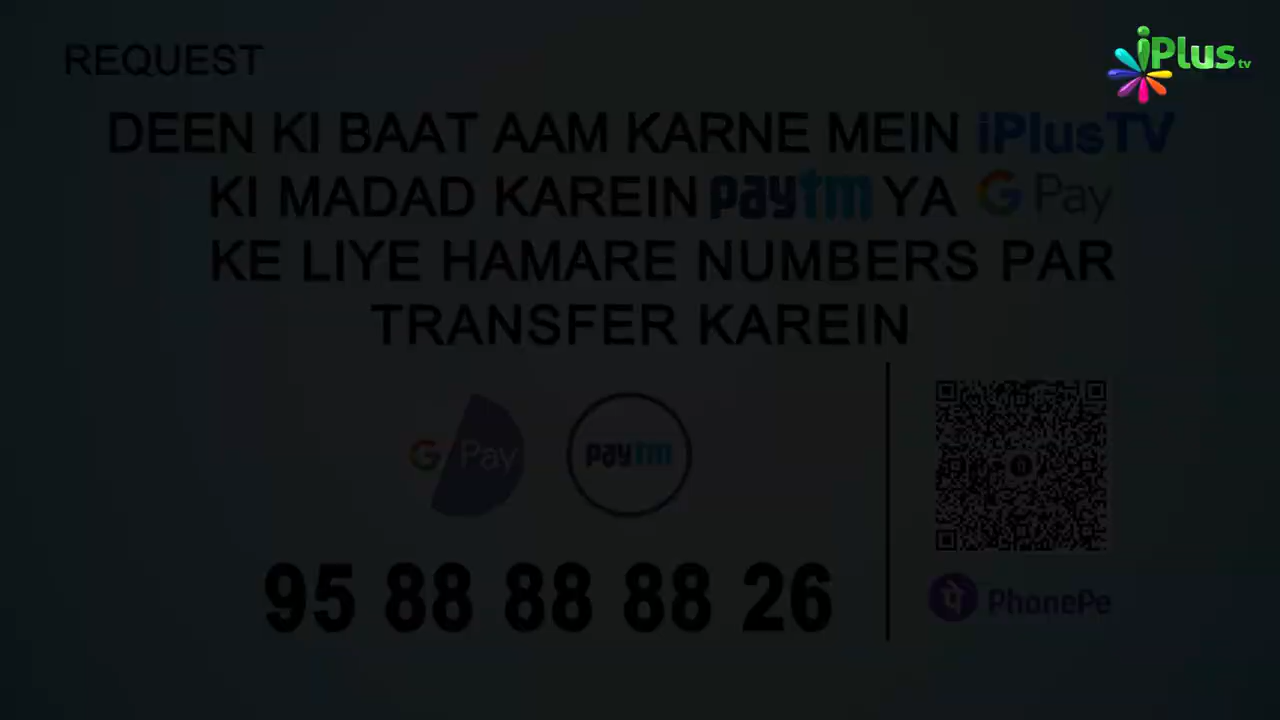 iPlus tv
REQUEST
DEEN KI BAAT AAM KARNE MEIN iPlusTV
KI MADAD KAREIN paytm YA G Pay
KE LIYE HAMARE NUMBERS PAR
TRANSFER KAREIN
G Pay paytm
95 88 88 88 26
पे PhonePe